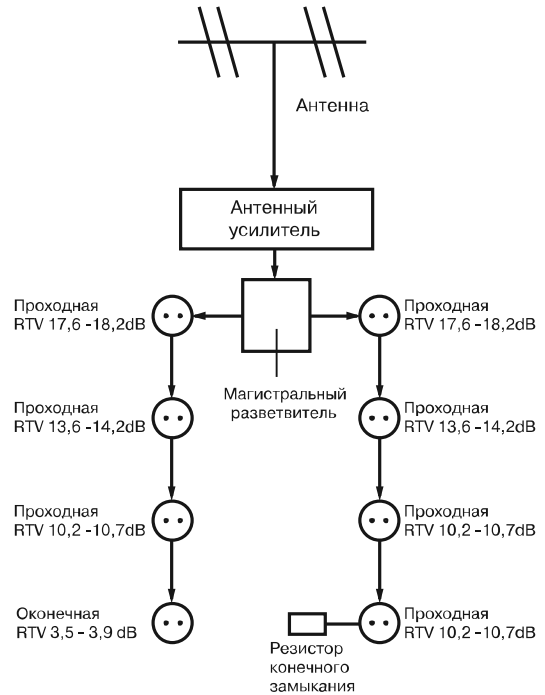 Антенна
Антенный
усилитель
Проходная
RTV 17,6 -18,2dB
Проходная
RTV 17,6 -18,2dB
Магистральный
разветвитель
Проходная
RTV 13,6 -14,2dB
Проходная
RTV 13,6 -14,2dB
Проходная
RTV 10,2 -10,7dB
Проходная
RTV 10,2 -10,7dB
Оконечная
RTV 3,5 - 3,9 dB
Проходная
RTV 10,2 -10,7dB
Резистор
конечного
замыкания